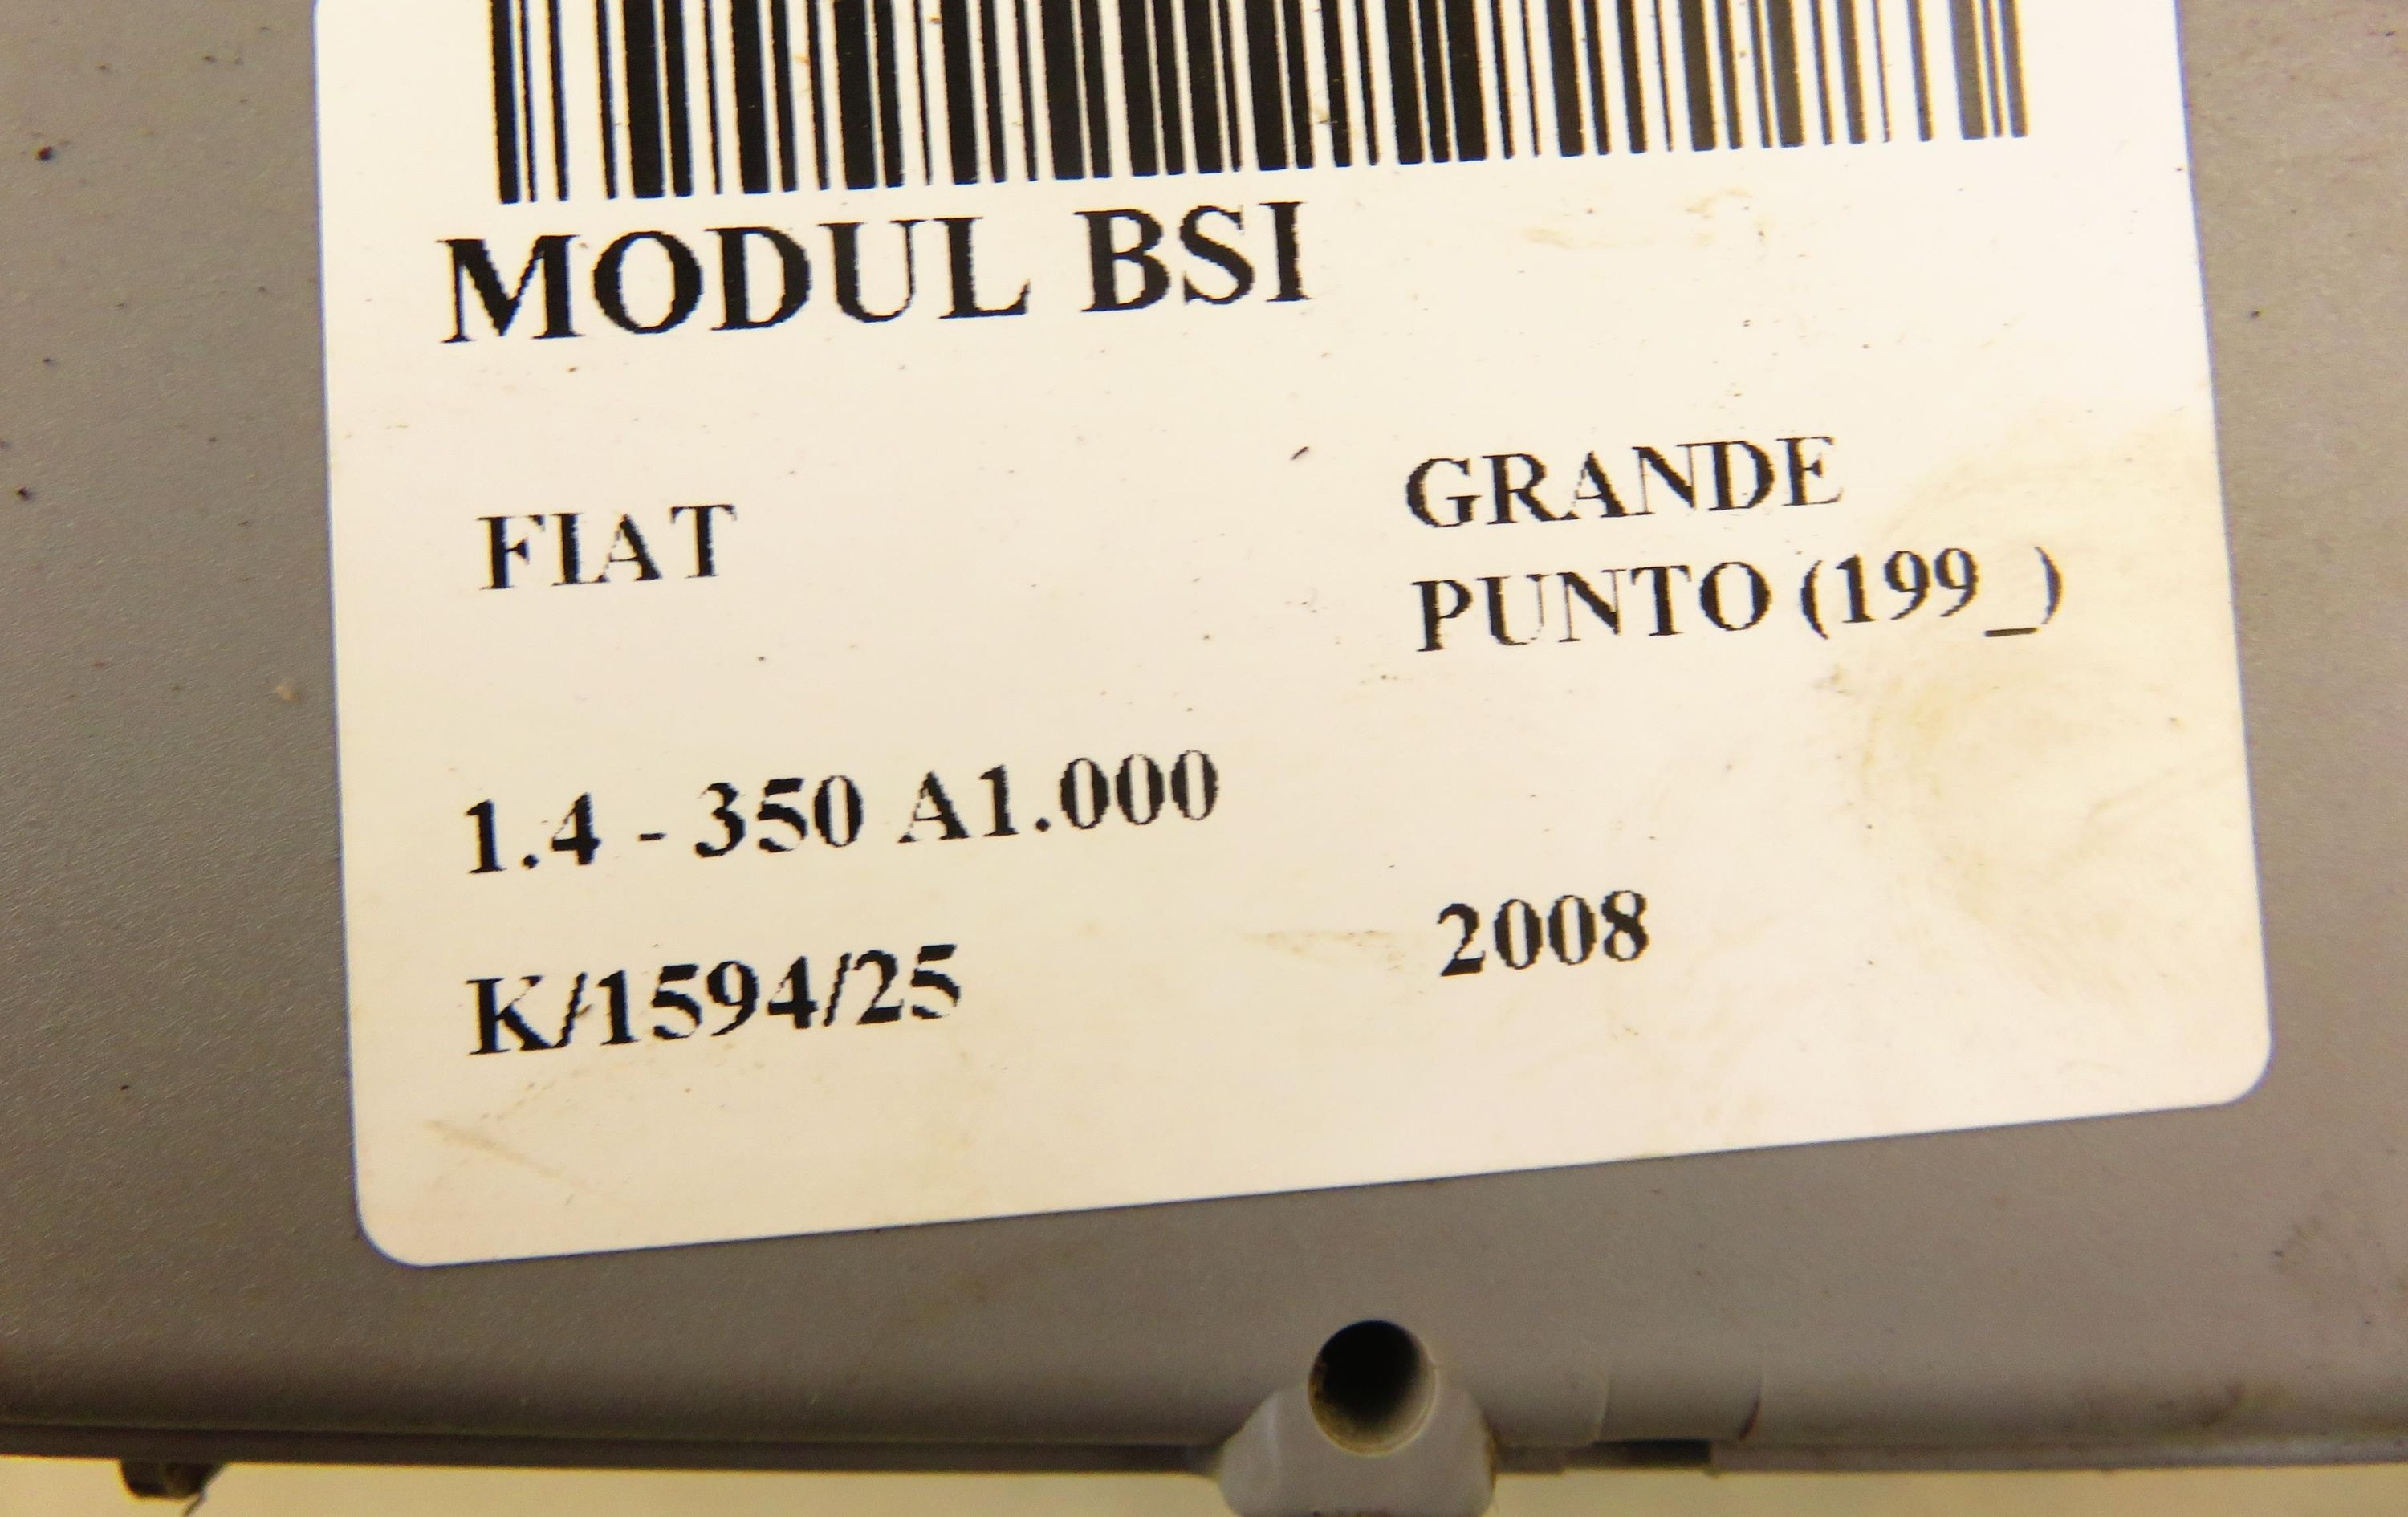 MODUL BSI
FIAT
GRANDE
PUNTO (199_)
1.4 - 350 A1.000
K/1594/25
2008